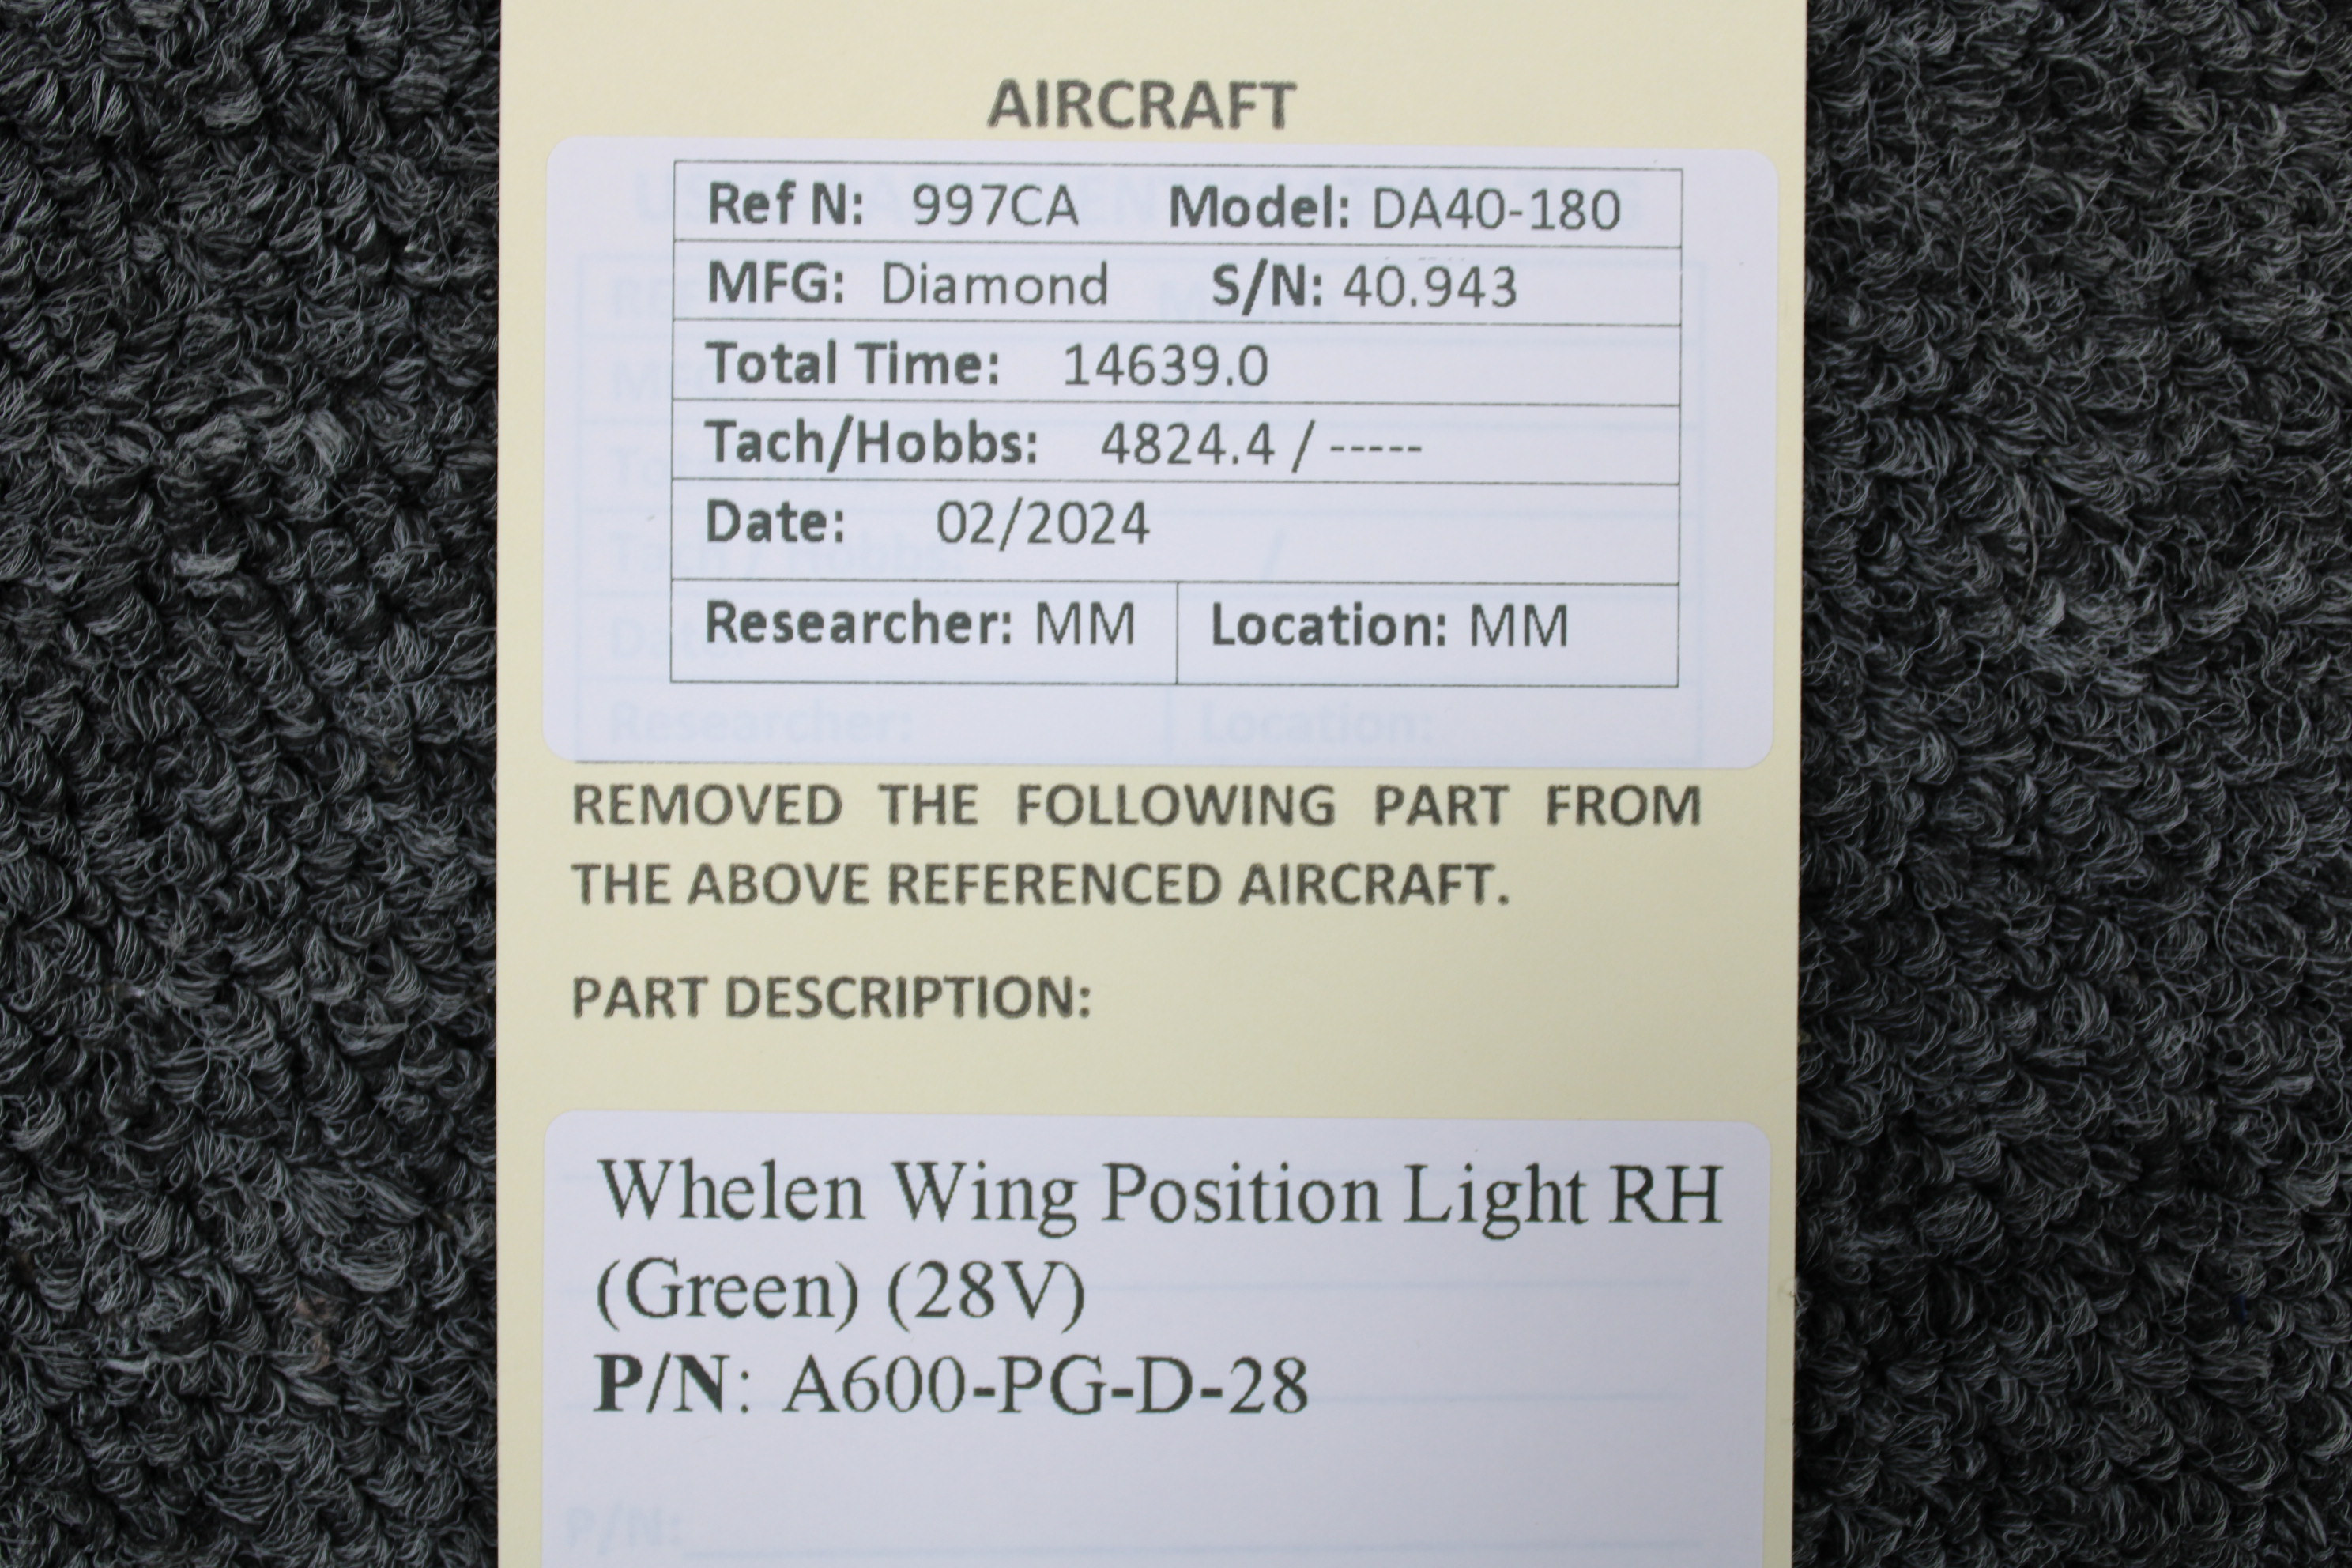 AIRCRAFT
Ref N: 997CA Model: DA40-180
MFG: Diamond S/N: 40.943
Total Time: 14639.0
Tach/Hobbs: 4824.4 / -----
Date: 02/2024
Researcher: MM Location: MM
Researcher: Location:
REMOVED THE FOLLOWING PART FROM
THE ABOVE REFERENCED AIRCRAFT.
PART DESCRIPTION:
Whelen Wing Position Light RH
(Green) (28V)
P/N: A600-PG-D-28
P/N: